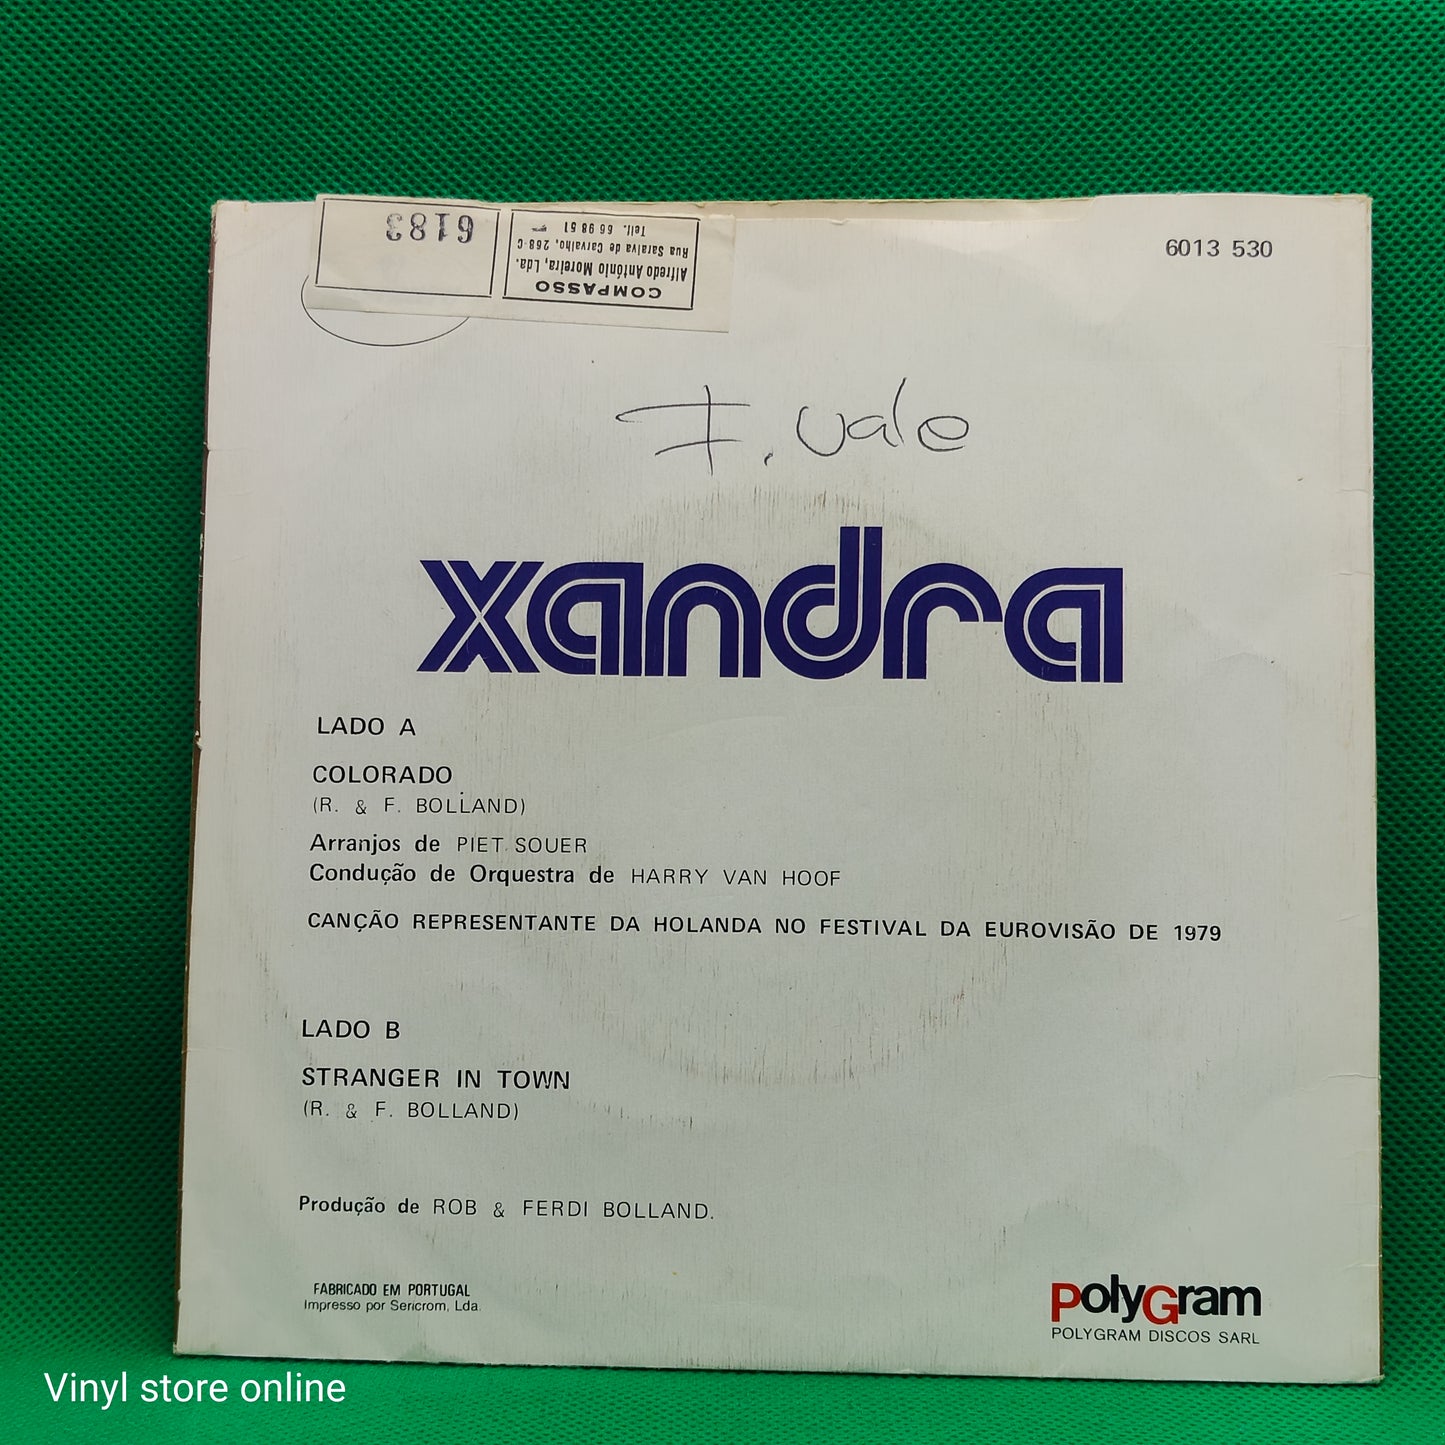 6183
COMPASSO
Alfredo António Moreira, Lda.
Rua Saraiva de Carvalho, 268-C
Telf. 66 98 51
6013 530
F. Vale
xandra
LADO A
COLORADO
(R. & F. BOLLAND)
Arranjos de PIET SOUER
Condução de Orquestra de HARRY VAN HOOF
CANÇÃO REPRESENTANTE DA HOLANDA NO FESTIVAL DA EUROVISÃO DE 1979
LADO B
STRANGER IN TOWN
(R. & F. BOLLAND)
Produção de ROB & FERDI BOLLAND.
FABRICADO EM PORTUGAL
Impresso por Sericrom, Lda.
polyGram
POLYGRAM DISCOS SARL
Vinyl store online